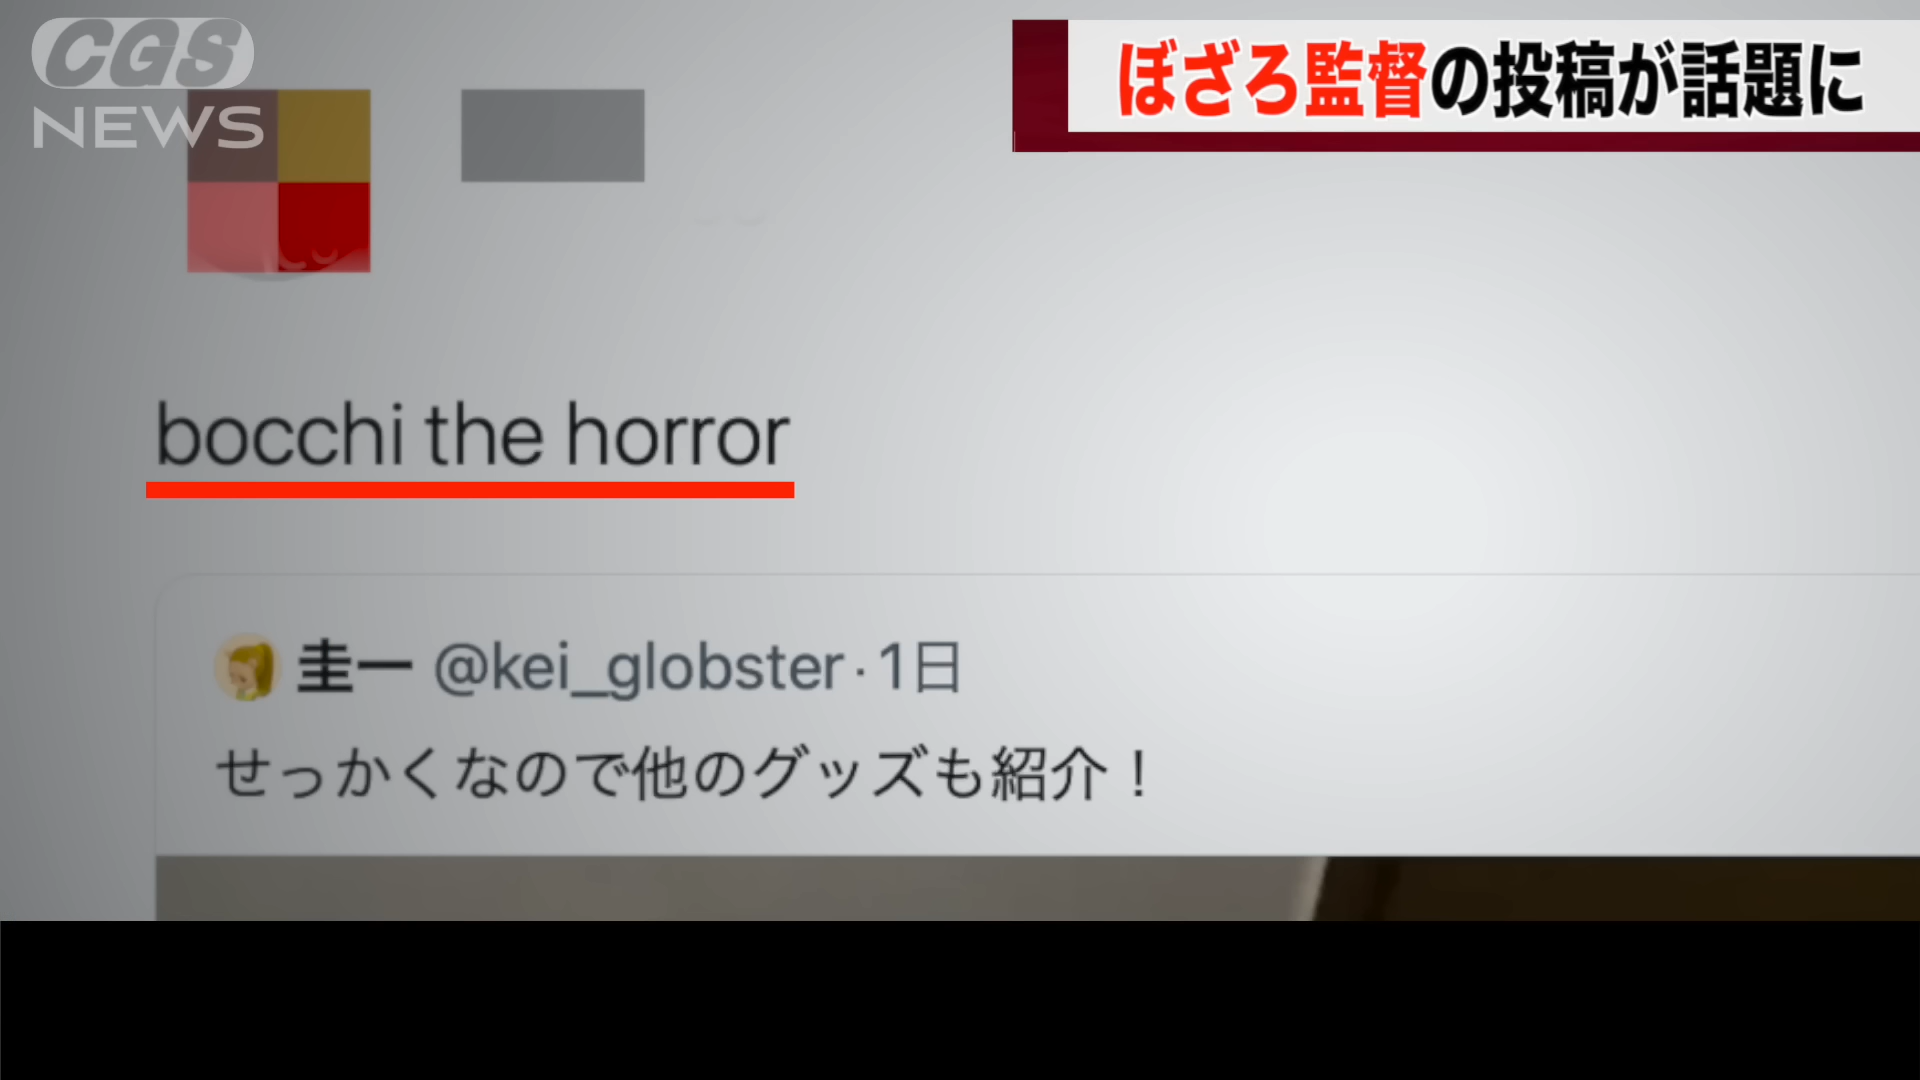 CGS
NEWS
ぼざろ監督の投稿が話題に
bocchi the horror
圭一 @kei_globster · 1日
せっかくなので他のグッズも紹介！